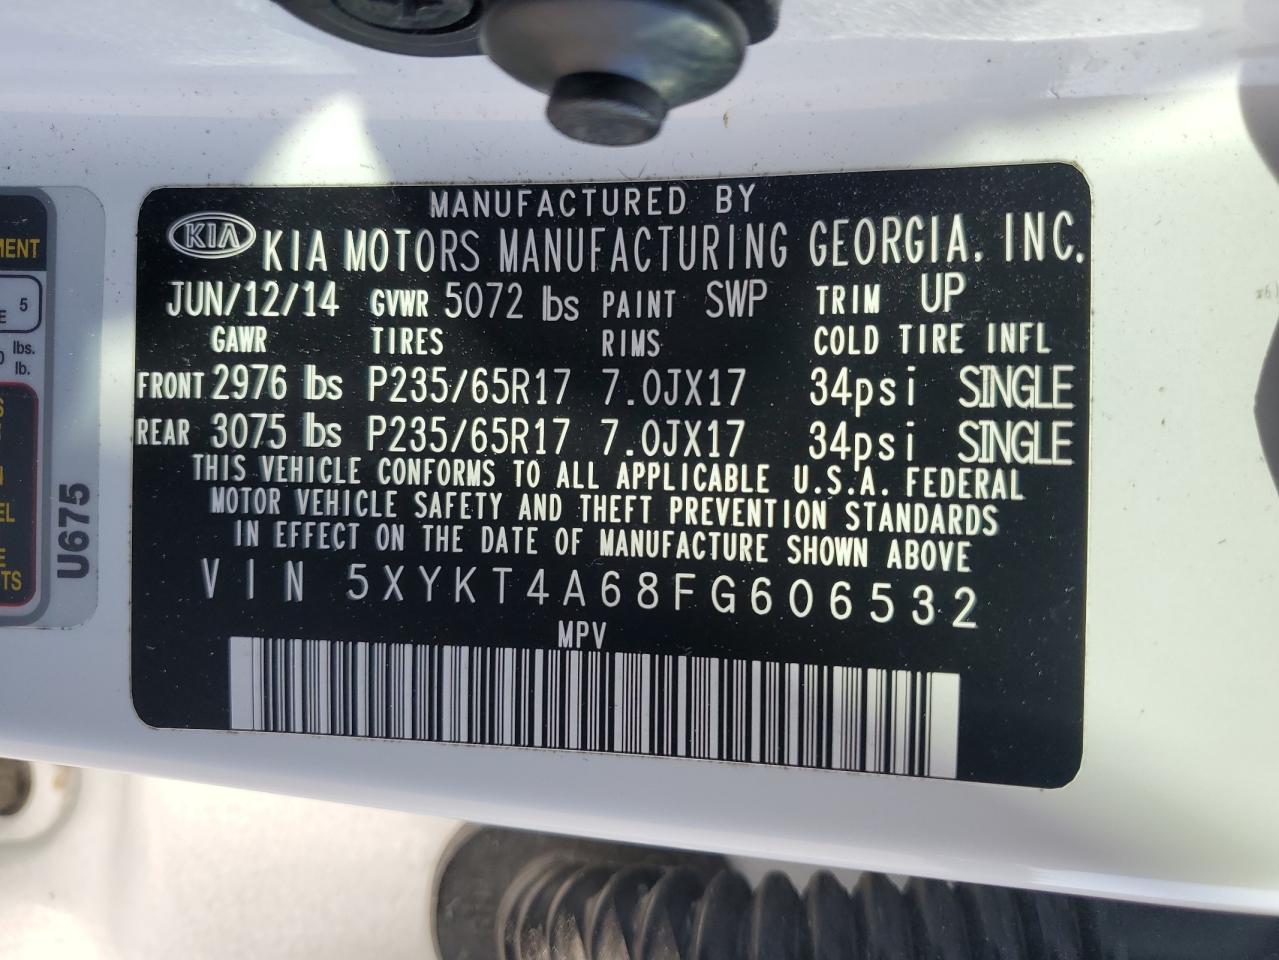 MANUFACTURED BY
KIA KIA MOTORS MANUFACTURING GEORGIA, INC.
JUN/12/14 GVWR 5072 lbs PAINT SWP TRIM UP
GAWR TIRES RIMS COLD TIRE INFL
FRONT 2976 lbs P235/65R17 7.0JX17 34psi SINGLE
REAR 3075 lbs P235/65R17 7.0JX17 34psi SINGLE
THIS VEHICLE CONFORMS TO ALL APPLICABLE U.S.A. FEDERAL
MOTOR VEHICLE SAFETY AND THEFT PREVENTION STANDARDS
IN EFFECT ON THE DATE OF MANUFACTURE SHOWN ABOVE
VIN 5XYKT4A68FG606532
MPV
5
lbs.
lb.
U675